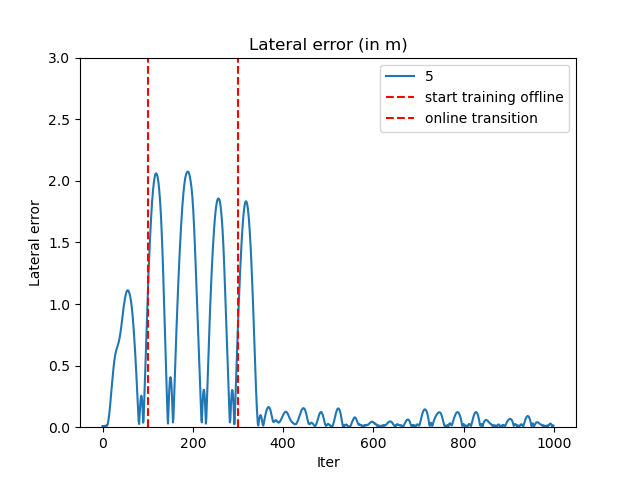 Lateral error (in m)
3.0
2.5
2.0
1.5
1.0
0.5
0.0
Lateral error
5
start training offline
online transition
0
200
400
600
800
1000
Iter